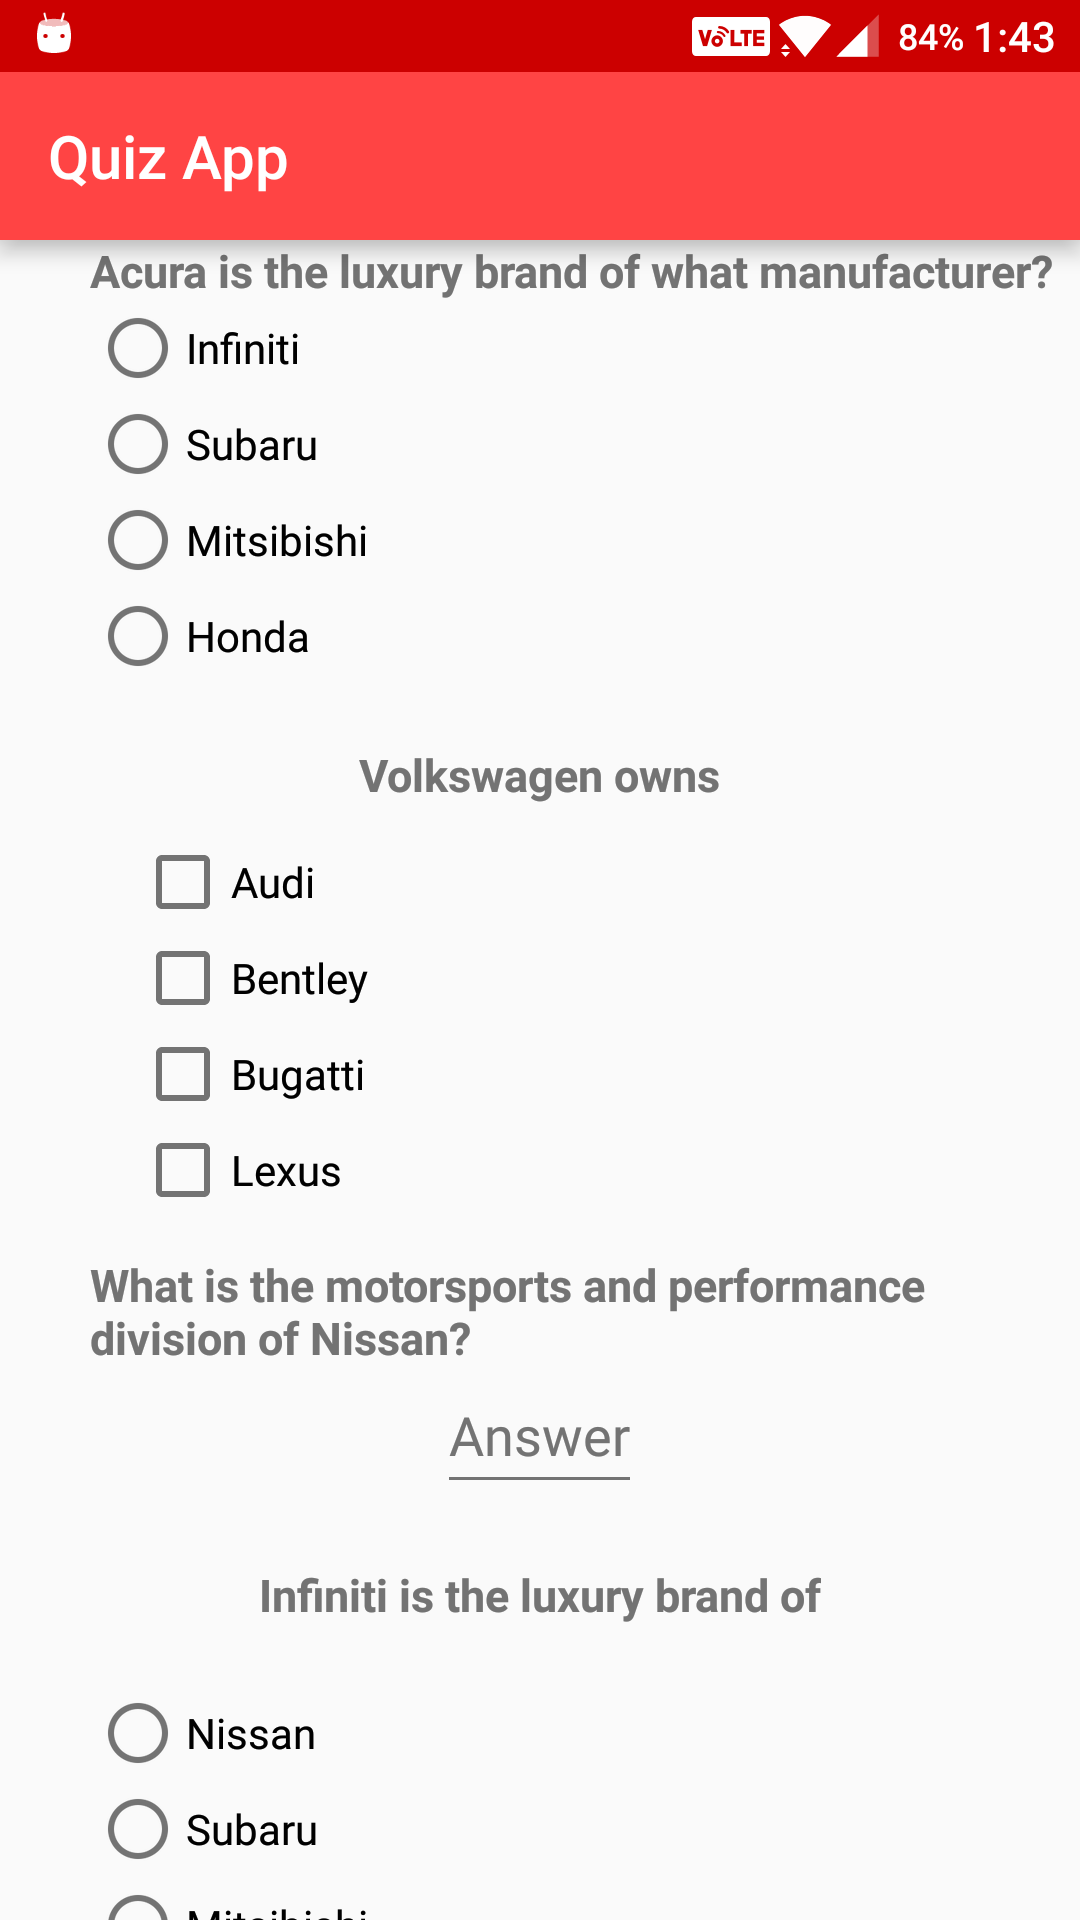 VoLTE 84% 1:43
Quiz App
Acura is the luxury brand of what manufacturer?
Infiniti
Subaru
Mitsibishi
Honda
Volkswagen owns
Audi
Bentley
Bugatti
Lexus
What is the motorsports and performance
division of Nissan?
Answer
Infiniti is the luxury brand of
Nissan
Subaru